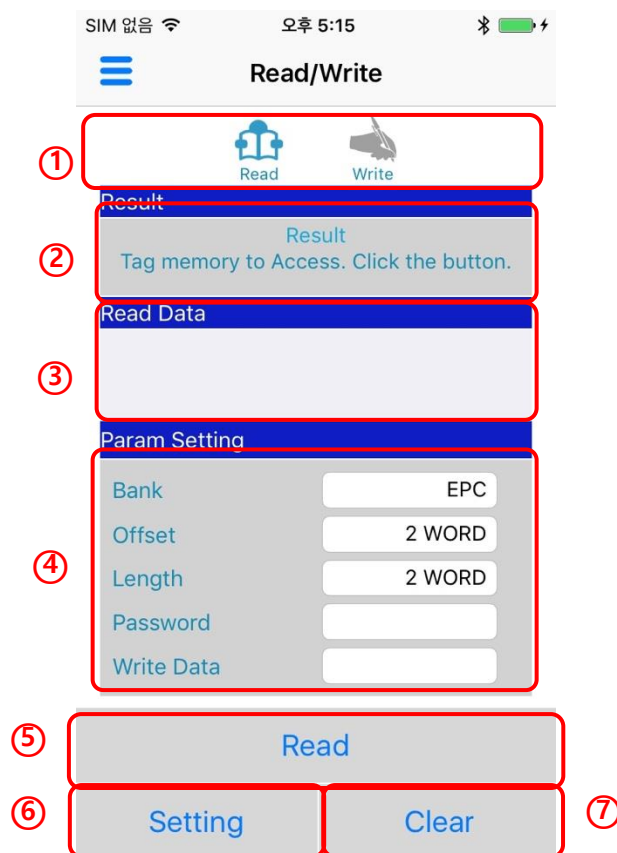 SIM 없음 오후 5:15
Read/Write
① Read Write
Result
② Result
Tag memory to Access. Click the button.
Read Data
③
Param Setting
Bank EPC
Offset 2 WORD
④ Length 2 WORD
Password
Write Data
⑤ Read
⑥ Setting Clear ⑦